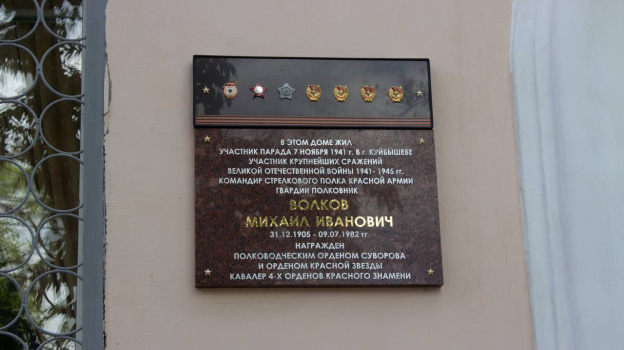 В ЭТОМ ДОМЕ ЖИЛ
УЧАСТНИК ПАРАДА 7 НОЯБРЯ 1941 г. В г. КУЙБЫШЕВЕ
УЧАСТНИК КРУПНЕЙШИХ СРАЖЕНИЙ
ВЕЛИКОЙ ОТЕЧЕСТВЕННОЙ ВОЙНЫ 1941- 1945 гг.
КОМАНДИР СТРЕЛКОВОГО ПОЛКА КРАСНОЙ АРМИИ
ГВАРДИИ ПОЛКОВНИК
ВОЛКОВ
МИХАИЛ ИВАНОВИЧ
31.12.1905 - 09.07.1982 гг.
НАГРАЖДЕН
ПОЛКОВОДЧЕСКИМ ОРДЕНОМ СУВОРОВА
И ОРДЕНОМ КРАСНОЙ ЗВЕЗДЫ
КАВАЛЕР 4-Х ОРДЕНОВ КРАСНОГО ЗНАМЕНИ